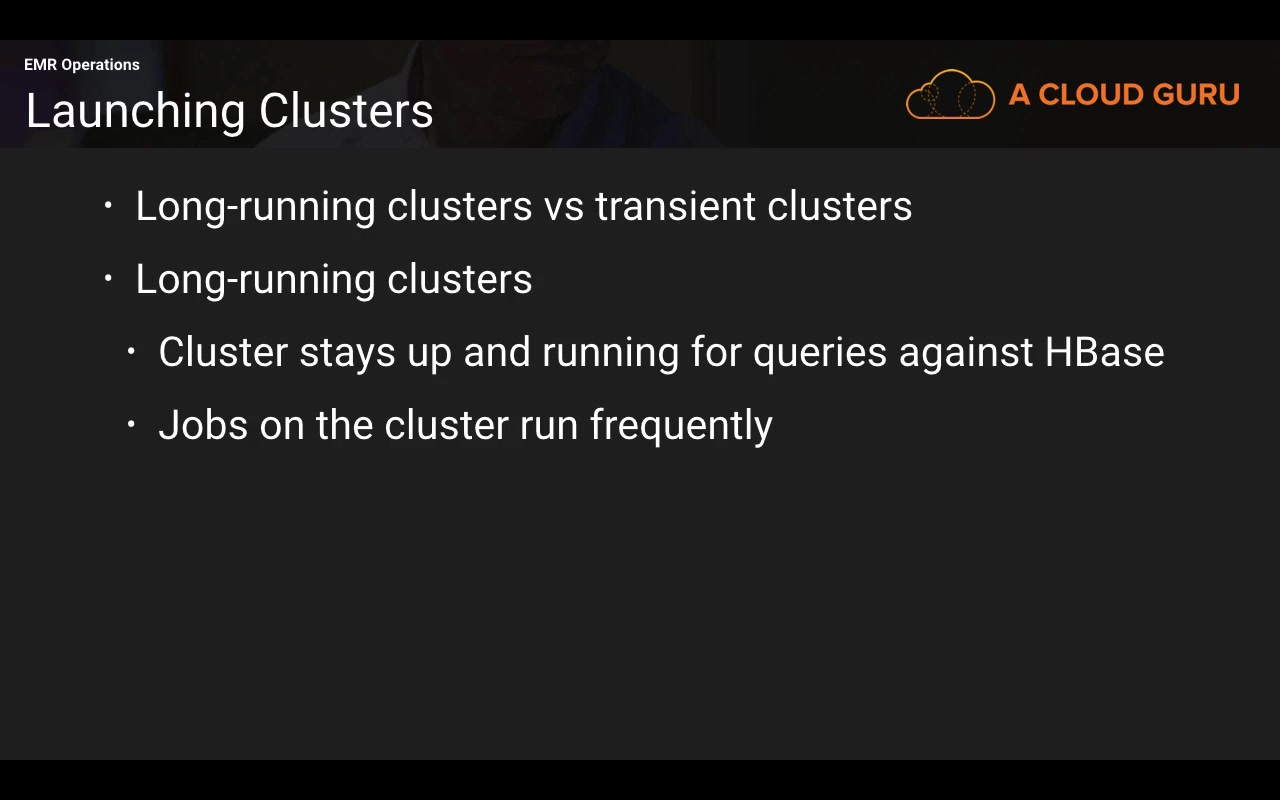 EMR Operations
Launching Clusters
A CLOUD GURU
• Long-running clusters vs transient clusters
• Long-running clusters
• Cluster stays up and running for queries against HBase
• Jobs on the cluster run frequently